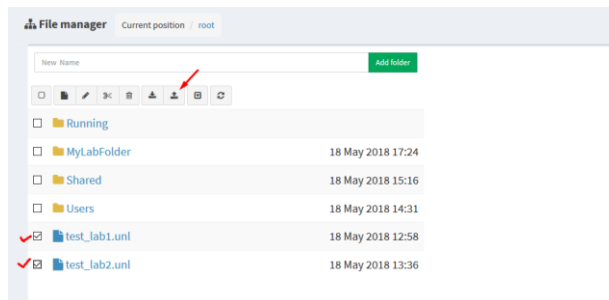 File manager Current position / root
New Name Add folder
Running
MyLabFolder 18 May 2018 17:24
Shared 18 May 2018 15:16
Users 18 May 2018 14:31
test_lab1.unl 18 May 2018 12:58
test_lab2.unl 18 May 2018 13:36